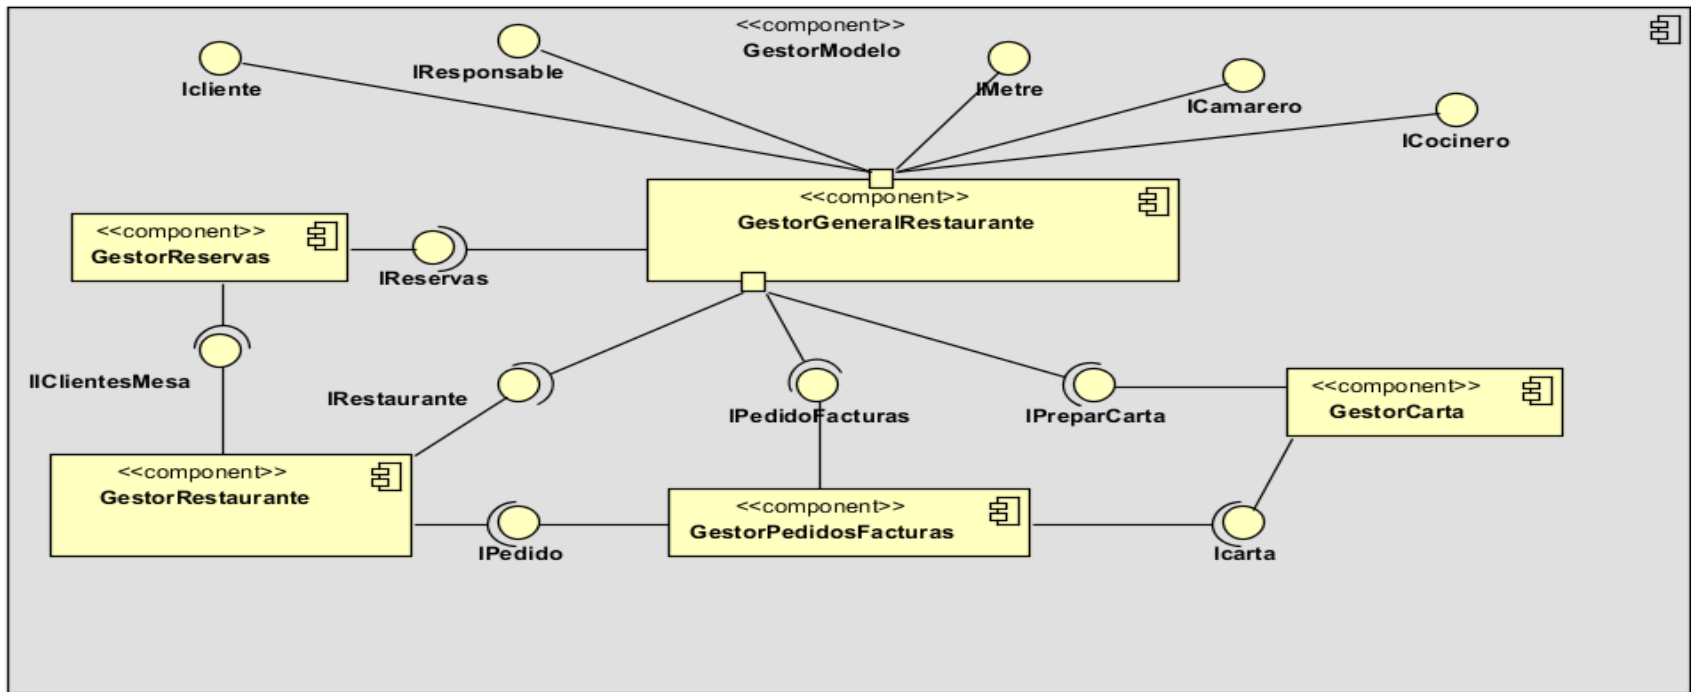 <<component>>
GestorModelo
Icliente
IResponsable
IMetre
ICamarero
ICocinero
<<component>>
GestorGeneralRestaurante
<<component>>
GestorReservas
IReservas
IIClientesMesa
IRestaurante
IPedidoFacturas
IPreparCarta
<<component>>
GestorCarta
<<component>>
GestorRestaurante
IPedido
<<component>>
GestorPedidosFacturas
Icarta